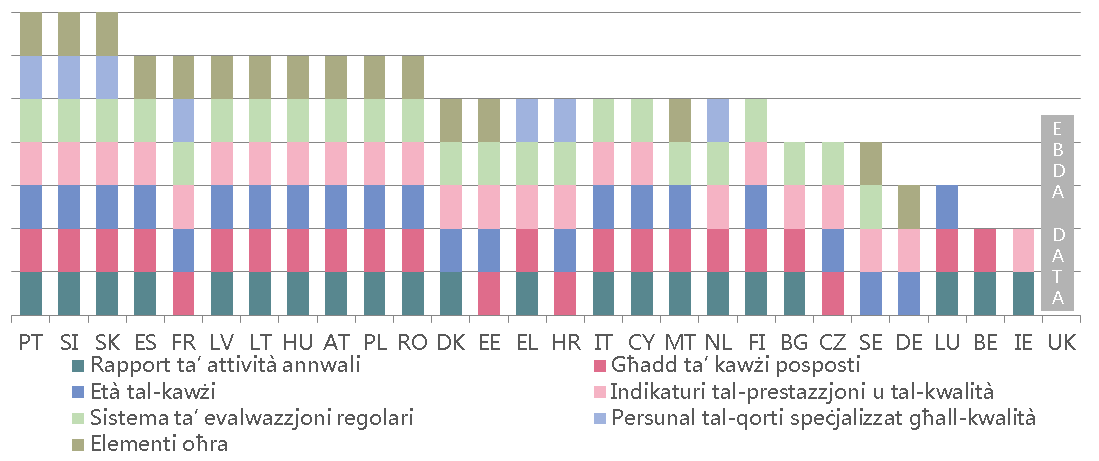 EBDA DATA
PT SI SK ES FR LV LT HU AT PL RO DK EE EL HR IT CY MT NL FI BG CZ SE DE LU BE IE UK
Rapport ta’ attività annwali
Għadd ta’ kawżi posposti
Età tal-kawżi
Indikaturi tal-prestazzjoni u tal-kwalità
Sistema ta’ evalwazzjoni regolari
Persunal tal-qorti speċjalizzat għall-kwalità
Elementi oħra